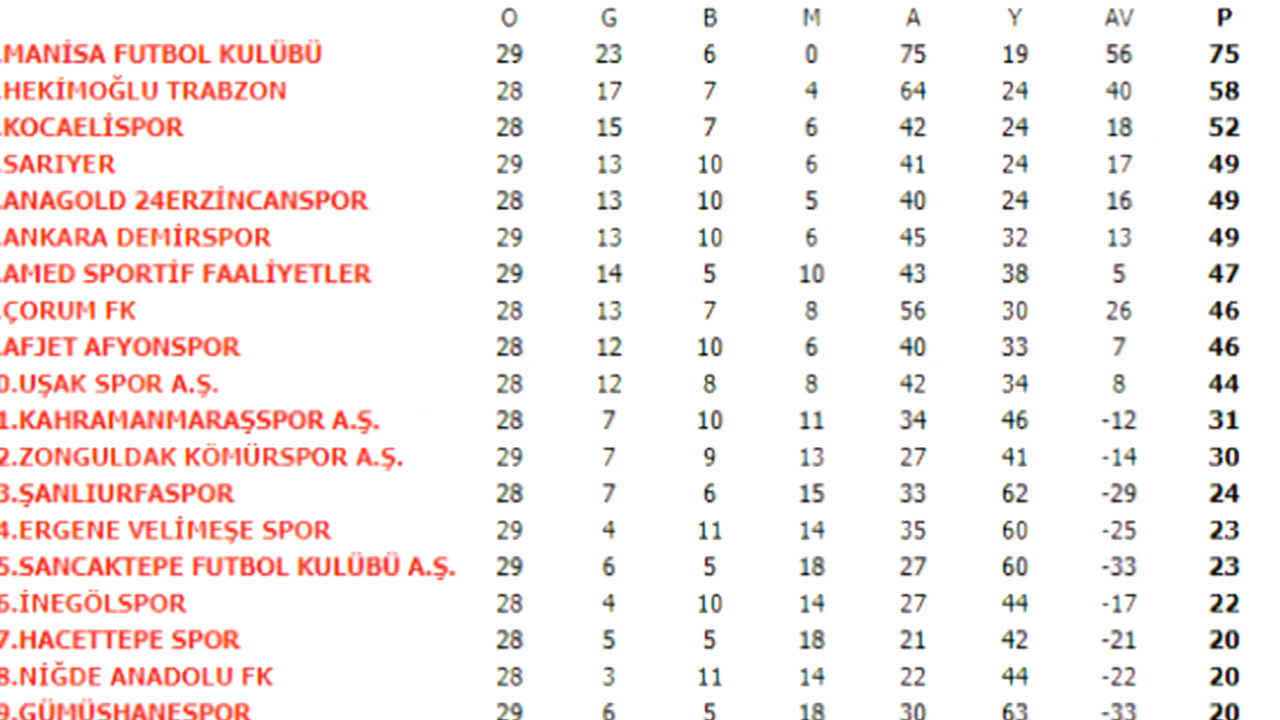 O G B M A Y AV P
.MANİSA FUTBOL KULÜBÜ 29 23 6 0 75 19 56 75
.HEKİMOĞLU TRABZON 28 17 7 4 64 24 40 58
.KOCAELİSPOR 28 15 7 6 42 24 18 52
.SARIYER 29 13 10 6 41 24 17 49
.ANAGOLD 24ERZİNCANSPOR 28 13 10 5 40 24 16 49
.ANKARA DEMİRSPOR 29 13 10 6 45 32 13 49
.AMED SPORTİF FAALİYETLER 29 14 5 10 43 38 5 47
.ÇORUM FK 28 13 7 8 56 30 26 46
.AFJET AFYONSPOR 28 12 10 6 40 33 7 46
0.UŞAK SPOR A.Ş. 28 12 8 8 42 34 8 44
1.KAHRAMANMARAŞSPOR A.Ş. 28 7 10 11 34 46 -12 31
2.ZONGULDAK KÖMÜRSPOR A.Ş. 29 7 9 13 27 41 -14 30
3.ŞANLIURFASPOR 28 7 6 15 33 62 -29 24
4.ERGENE VELİMEŞE SPOR 29 4 11 14 35 60 -25 23
5.SANCAKTEPE FUTBOL KULÜBÜ A.Ş. 29 6 5 18 27 60 -33 23
6.İNEGÖLSPOR 28 4 10 14 27 44 -17 22
7.HACETTEPE SPOR 28 5 5 18 21 42 -21 20
8.NİĞDE ANADOLU FK 28 3 11 14 22 44 -22 20
9.GÜMÜŞHANESPOR 29 6 5 18 30 63 -33 20